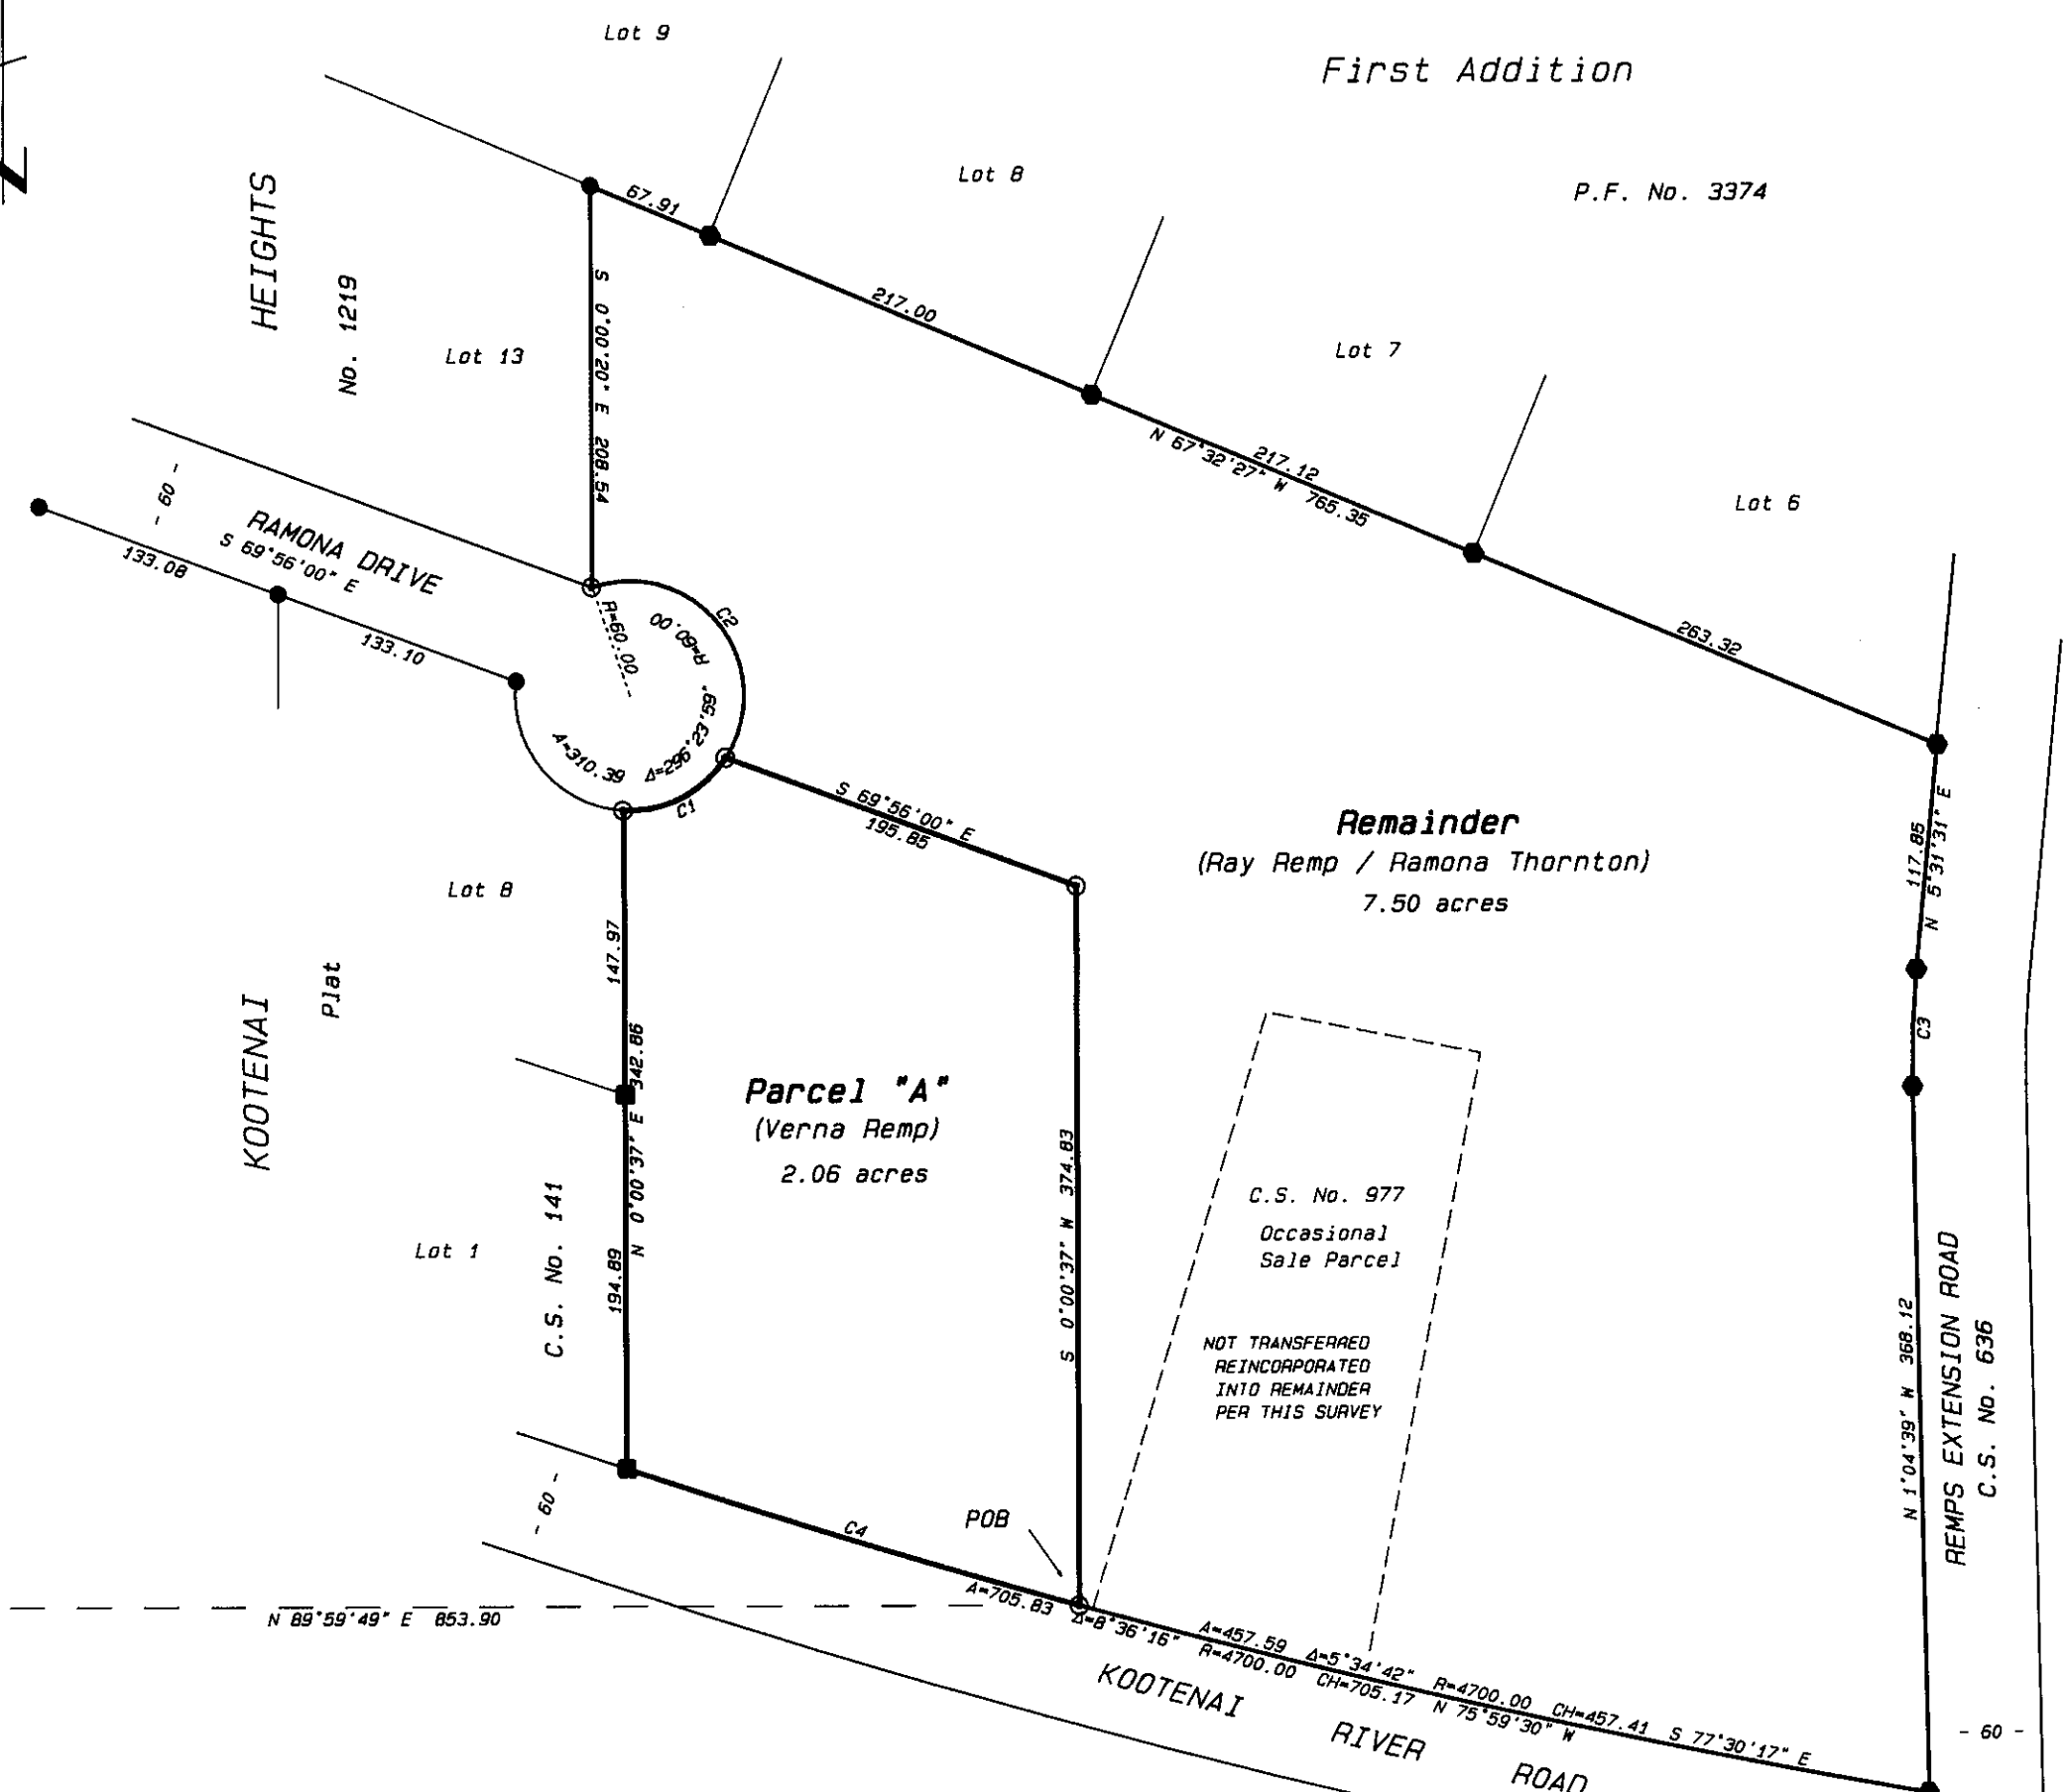 Lot 9
First Addition
Lot 8
P.F. No. 3374
67.91
HEIGHTS
No. 1219
217.00
S 0°00'20" E 208.54
Lot 13
Lot 7
217.12
N 67°32'27" W 765.35
Lot 6
- 60 -
RAMONA DRIVE
S 69°56'00" E
133.08
133.10
263.32
C2
R=60.00
R=60.00
Δ=296°23'59"
A=310.39
C1
S 69°56'00" E
195.85
Remainder
(Ray Remp / Ramona Thornton)
7.50 acres
117.85
N 5°31'31" E
Lot 8
147.97
Plat
KOOTENAI
C3
342.86
N 0°00'37" E
Parcel "A"
(Verna Remp)
2.06 acres
S 0°00'37" W 374.83
C.S. No. 977
Occasional
Sale Parcel
Lot 1
C.S. No. 141
194.89
NOT TRANSFERRED
REINCORPORATED
INTO REMAINDER
PER THIS SURVEY
N 1°04'39" W 368.12
REMPS EXTENSION ROAD
C.S. No. 636
- 60 -
C4
POB
N 89°59'49" E 853.90
A=705.83 Δ=8°36'16" R=4700.00 CH=705.17 N 75°59'30" W
A=457.59 Δ=5°34'42" R=4700.00 CH=457.41 S 77°30'17" E
KOOTENAI RIVER ROAD
- 60 -